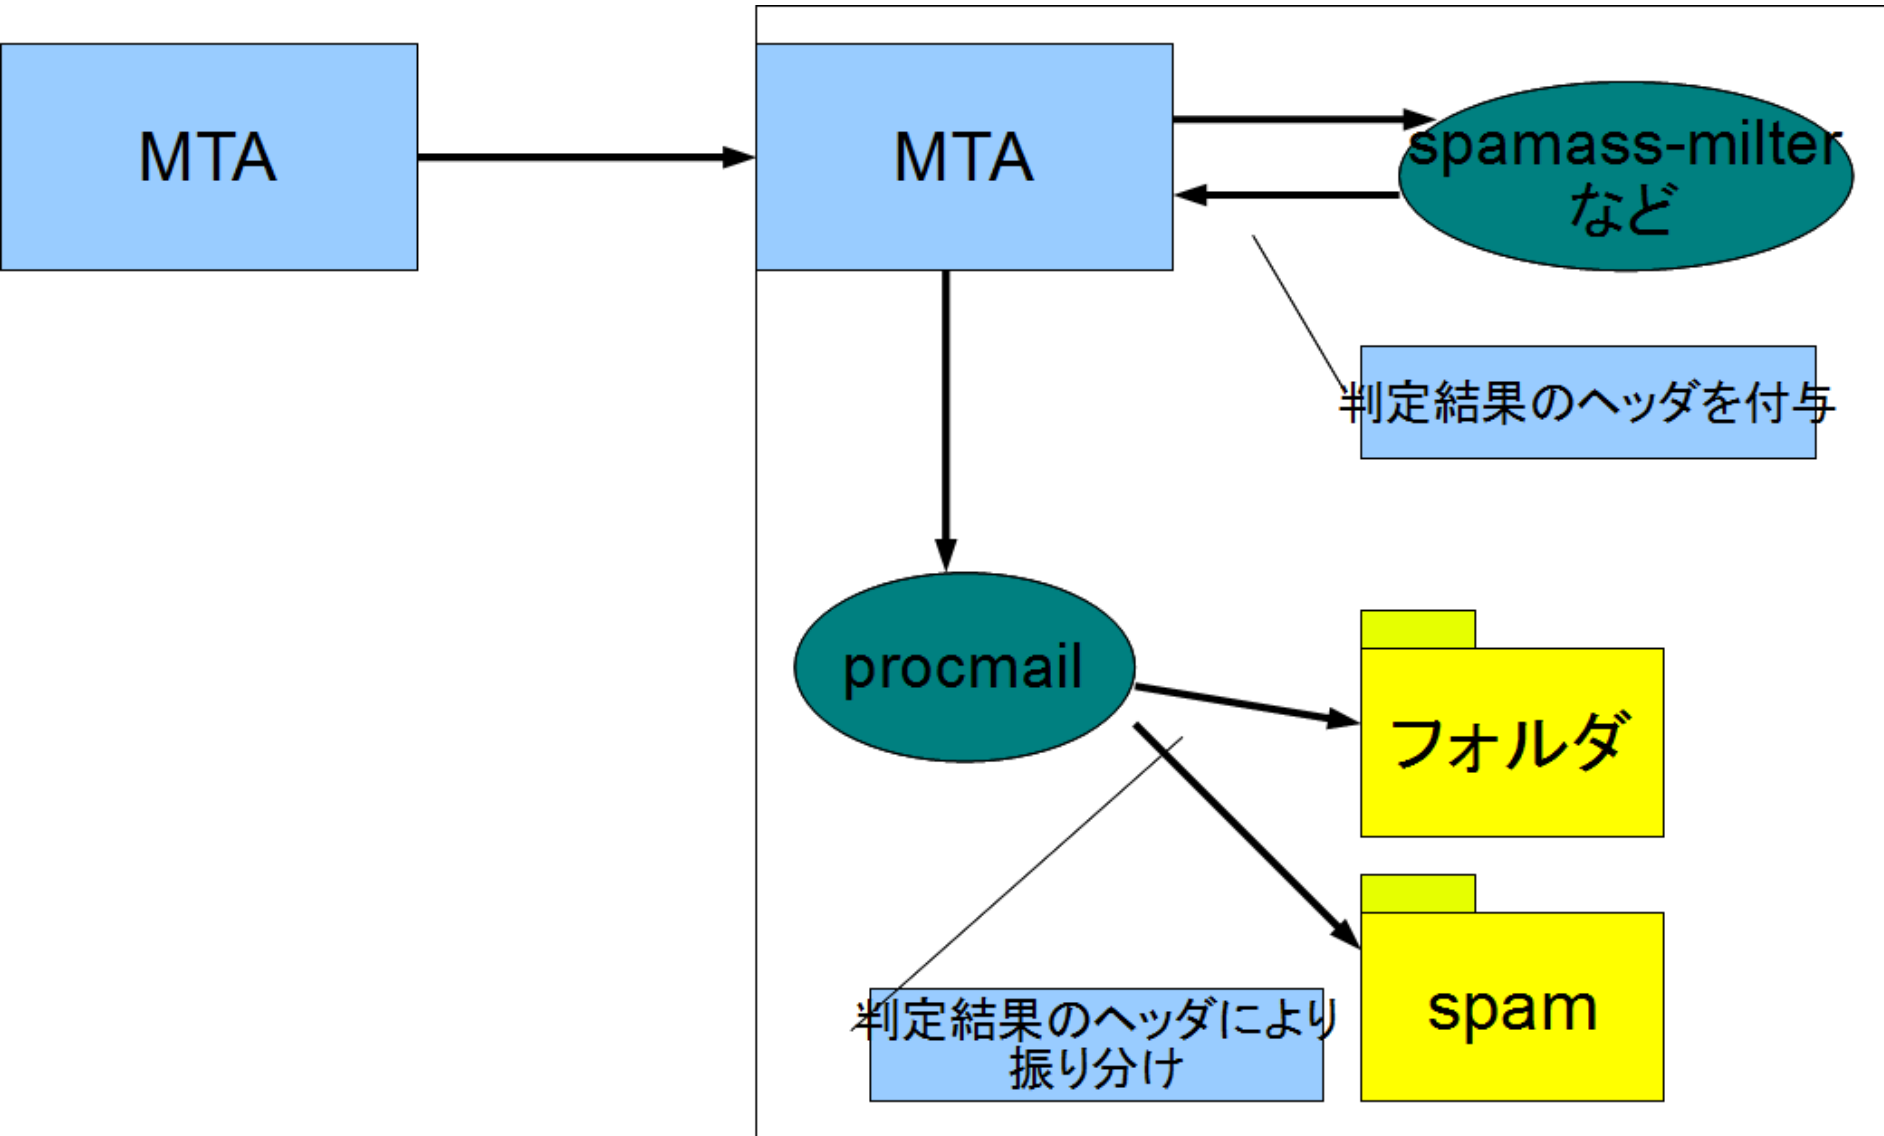 MTA
MTA
spamass-milter
など
判定結果のヘッダを付与
procmail
フォルダ
spam
判定結果のヘッダにより
振り分け